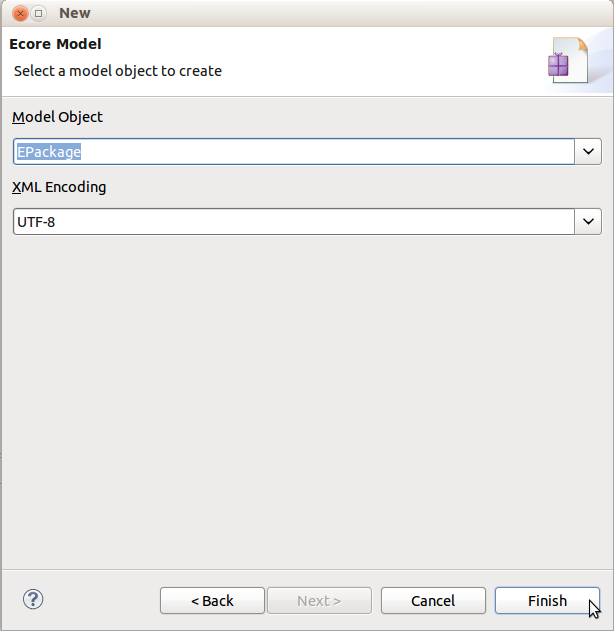 New
Ecore Model
Select a model object to create
Model Object
EPackage
XML Encoding
UTF-8
?
< Back
Next >
Cancel
Finish